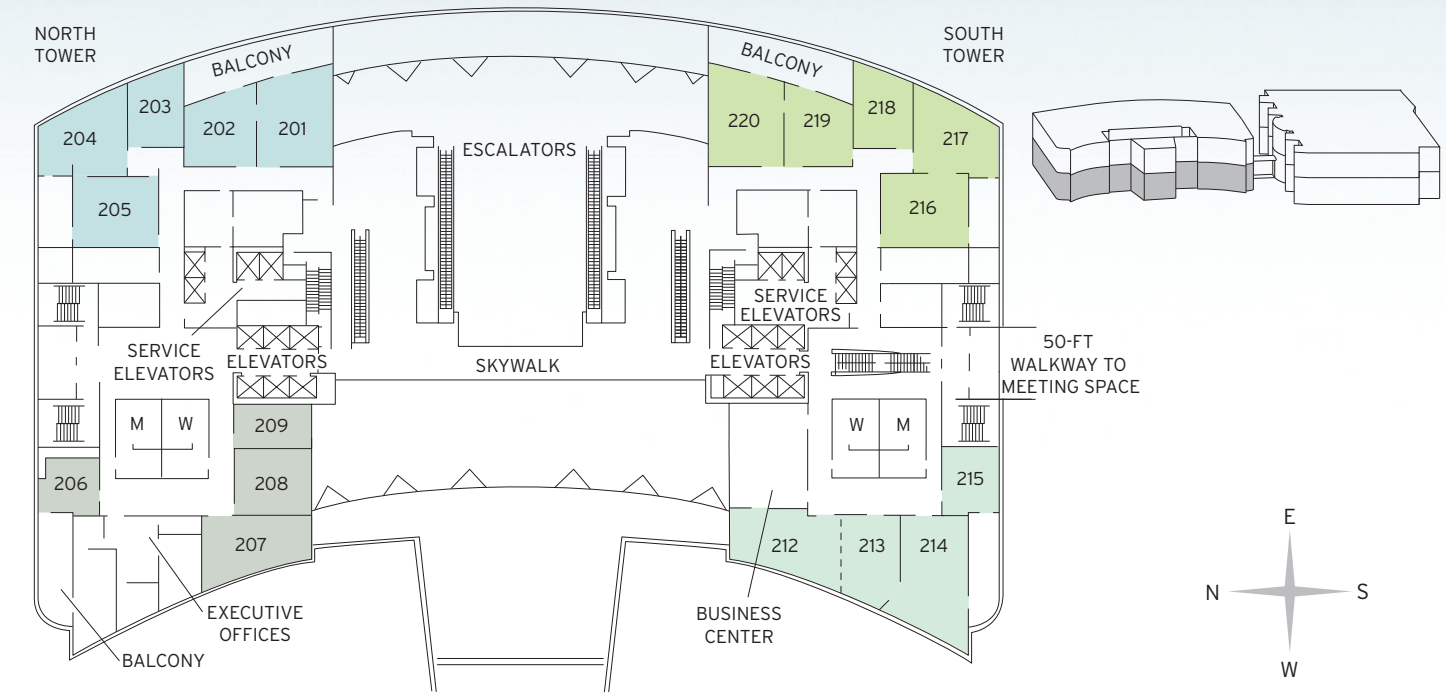 NORTH
TOWER
BALCONY
BALCONY
SOUTH
TOWER
204
203
202
201
205
ESCALATORS
220
219
218
217
216
SERVICE
ELEVATORS
ELEVATORS
SKYWALK
SERVICE
ELEVATORS
ELEVATORS
50-FT
WALKWAY TO
MEETING SPACE
M W
209
208
206
207
W M
215
212
213
214
EXECUTIVE
OFFICES
BALCONY
BUSINESS
CENTER
E
N S
W